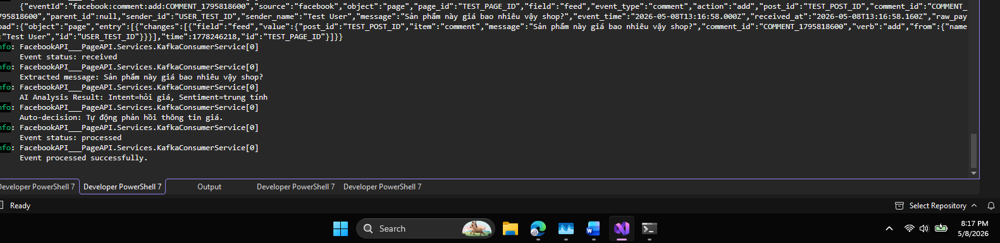 {"eventId":"facebook:comment:add:COMMENT_1795818600","source":"facebook","object":"page","page_id":"TEST_PAGE_ID","field":"feed","event_type":"comment","action":"add","post_id":"TEST_POST_ID","comment_id":"COMMENT_
795818600","parent_id":null,"sender_id":"USER_TEST_ID","sender_name":"Test User","message":"Sản phẩm này giá bao nhiêu vậy shop?","event_time":"2026-05-08T13:16:58.000Z","received_at":"2026-05-08T13:16:58.160Z","raw_pay
oad":{"object":"page","entry":[{"changes":[{"field":"feed","value":{"post_id":"TEST_POST_ID","item":"comment","message":"Sản phẩm này giá bao nhiêu vậy shop?","comment_id":"COMMENT_1795818600","verb":"add","from":{"name
:"Test User","id":"USER_TEST_ID"}}}],"time":1778246218,"id":"TEST_PAGE_ID"}]}}
nfo: FacebookAPI___PageAPI.Services.KafkaConsumerService[0]
Event status: received
nfo: FacebookAPI___PageAPI.Services.KafkaConsumerService[0]
Extracted message: Sản phẩm này giá bao nhiêu vậy shop?
nfo: FacebookAPI___PageAPI.Services.KafkaConsumerService[0]
AI Analysis Result: Intent=hỏi giá, Sentiment=trung tính
nfo: FacebookAPI___PageAPI.Services.KafkaConsumerService[0]
Auto-decision: Tự động phản hồi thông tin giá.
nfo: FacebookAPI___PageAPI.Services.KafkaConsumerService[0]
Event status: processed
nfo: FacebookAPI___PageAPI.Services.KafkaConsumerService[0]
Event processed successfully.
Developer PowerShell 7 Developer PowerShell 7 Output Developer PowerShell 7 Developer PowerShell 7
Ready Select Repository
Search
8:17 PM
5/8/2026